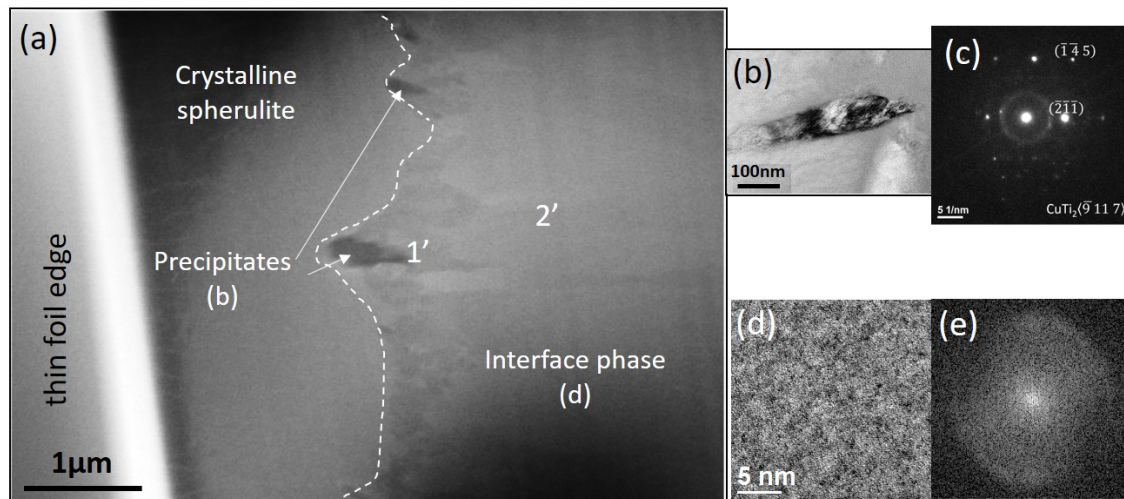 (a)
Crystalline
spherulite
Precipitates
(b)
1’
2’
Interface phase
(d)
thin foil edge
1μm
(b)
100nm
(c)
(1̄ 4̄ 5)
(2̄1̄1̄)
5 1/nm
CuTi₂⟨9̄ 11 7⟩
(d)
5 nm
(e)